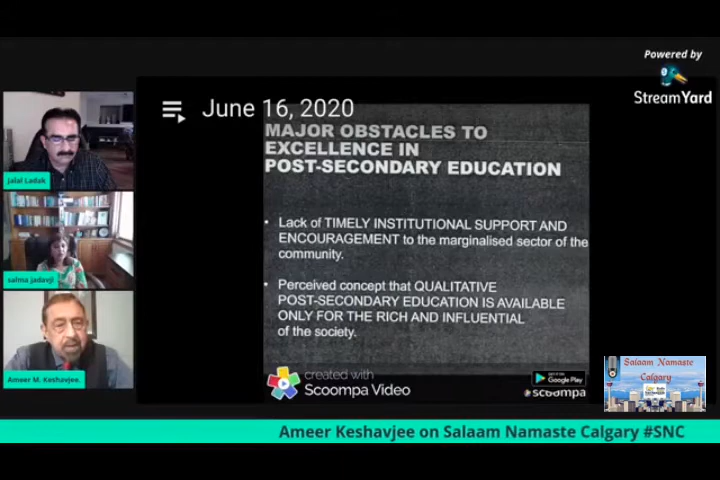 Powered by
StreamYard
June 16, 2020
MAJOR OBSTACLES TO
EXCELLENCE IN
POST-SECONDARY EDUCATION
• Lack of TIMELY INSTITUTIONAL SUPPORT AND
ENCOURAGEMENT to the marginalised sector of the
community.
• Perceived concept that QUALITATIVE
POST-SECONDARY EDUCATION IS AVAILABLE
ONLY FOR THE RICH AND INFLUENTIAL
of the society.
Jalal Ladak
salma jadavji
Ameer M. Keshavjee.
created with
Scoompa Video
Google Play
scoompa
Salaam Namaste
Calgary
Ameer Keshavjee on Salaam Namaste Calgary #SNC